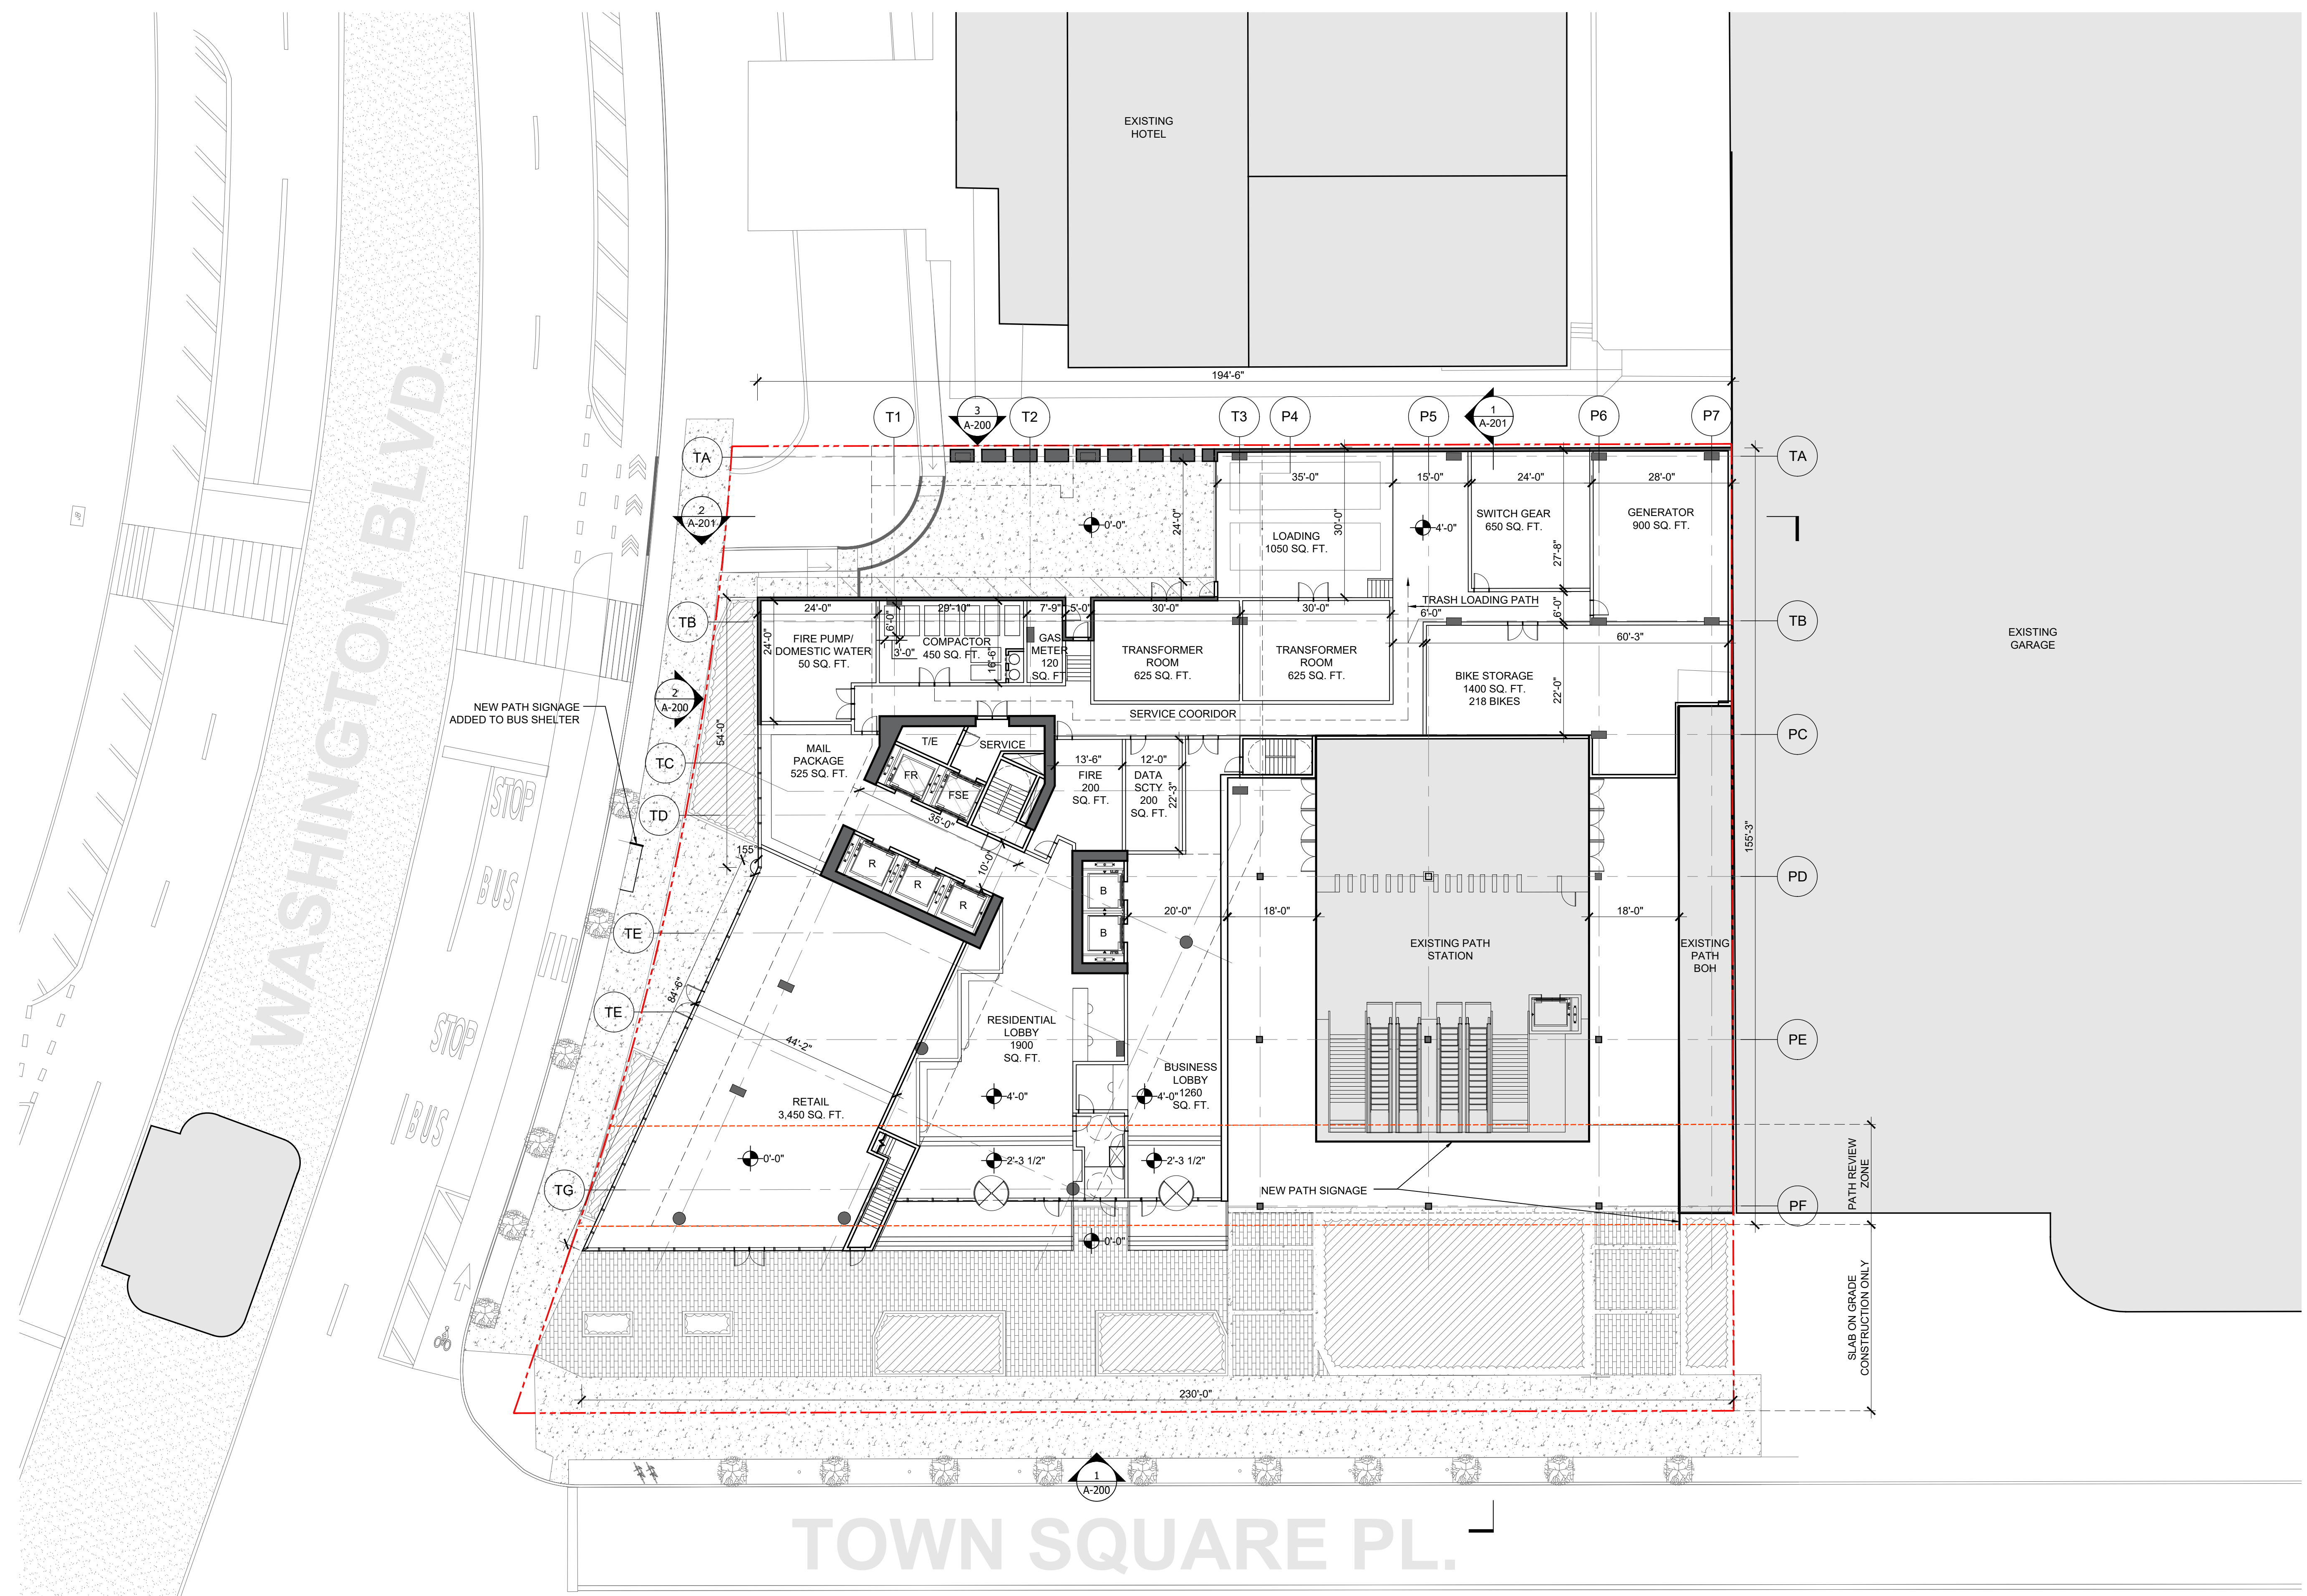 EXISTING
HOTEL
WASHINGTON BLVD.
194'-6"
T1
3
A-200
T2
T3
P4
P5
1
A-201
P6
P7
TA
TA
2
A-201
35'-0"
15'-0"
24'-0"
28'-0"
0'-0"
24'-0"
30'-0"
LOADING
1050 SQ. FT.
4'-0"
SWITCH GEAR
650 SQ. FT.
27'-8"
GENERATOR
900 SQ. FT.
TRASH LOADING PATH
6'-0"
6'-0"
TB
TB
24'-0"
29'-10"
7'-9"
5'-0"
30'-0"
30'-0"
60'-3"
24'-0"
FIRE PUMP/
DOMESTIC WATER
50 SQ. FT.
6'-0"
3'-0"
COMPACTOR
450 SQ. FT.
16'-6"
GAS
METER
120
SQ. FT
TRANSFORMER
ROOM
625 SQ. FT.
TRANSFORMER
ROOM
625 SQ. FT.
BIKE STORAGE
1400 SQ. FT.
218 BIKES
22'-0"
EXISTING
GARAGE
2
A-200
NEW PATH SIGNAGE
ADDED TO BUS SHELTER
54'-0"
SERVICE COORIDOR
PC
TC
MAIL
PACKAGE
525 SQ. FT.
T/E
SERVICE
FR
FSE
13'-6"
12'-0"
FIRE
200
SQ. FT.
DATA
SCTY
200
SQ. FT.
22'-3"
STOP
BUS
TD
35'-0"
10'-0"
155°
155'-3"
R
R
R
B
B
PD
20'-0"
18'-0"
18'-0"
TE
EXISTING PATH
STATION
EXISTING
PATH
BOH
84'-6"
TE
44'-2"
STOP
BUS
RESIDENTIAL
LOBBY
1900
SQ. FT.
PE
BUSINESS
LOBBY
1260
SQ. FT.
4'-0"
4'-0"
RETAIL
3,450 SQ. FT.
0'-0"
2'-3 1/2"
2'-3 1/2"
PATH REVIEW
ZONE
TG
NEW PATH SIGNAGE
PF
0'-0"
SLAB ON GRADE
CONSTRUCTION ONLY
230'-0"
1
A-200
TOWN SQUARE PL.